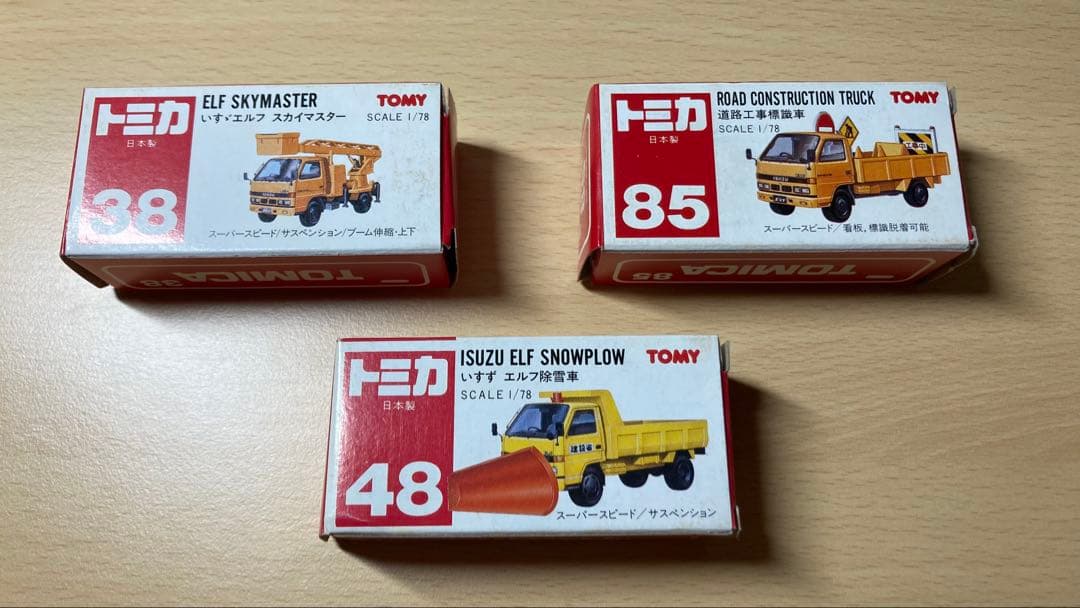 トミカ
日本製
38
ELF SKYMASTER
いすゞエルフ スカイマスター
TOMY
SCALE 1/78
スーパースピード/サスペンション/ブーム伸縮・上下
TOMICA 38
トミカ
日本製
85
ROAD CONSTRUCTION TRUCK
道路工事標識車
SCALE 1/78
TOMY
工事中
スーパースピード/看板,標識脱着可能
TOMICA 85
トミカ
日本製
48
ISUZU ELF SNOWPLOW
いすず エルフ除雪車
SCALE 1/78
TOMY
建設省
スーパースピード/サスペンション